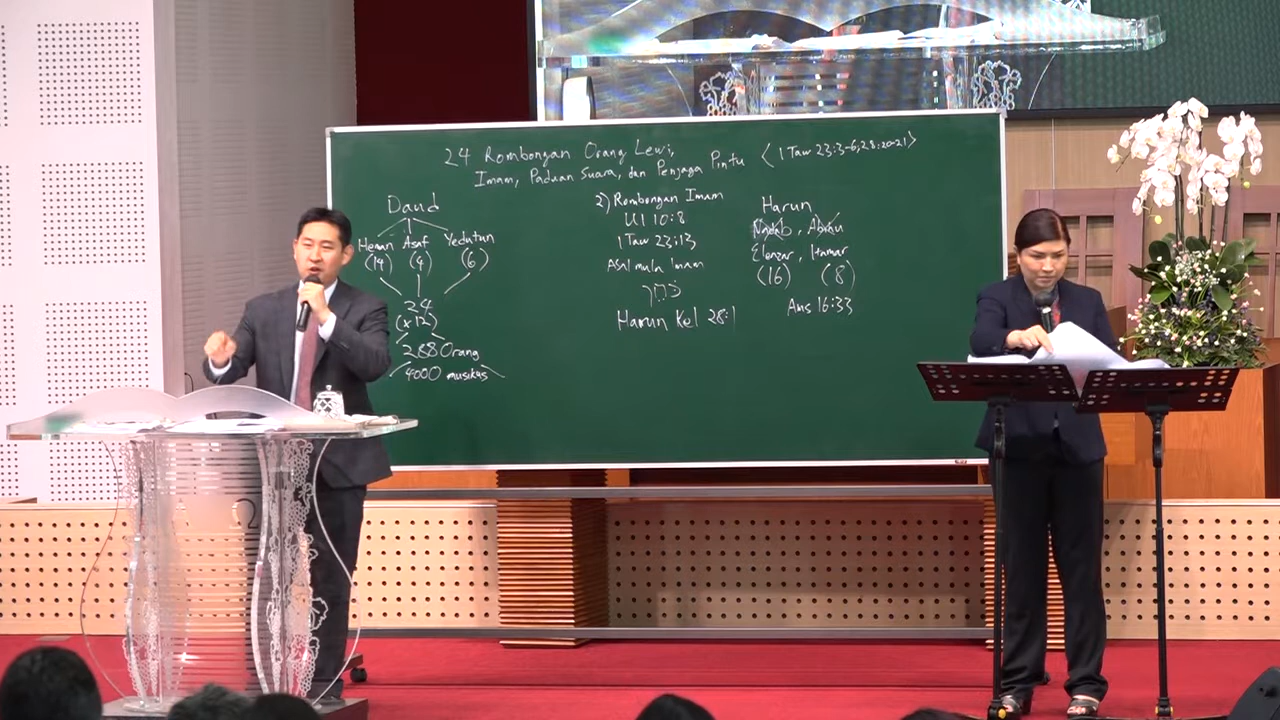 24 Rombongan Orang Lewi,
Imam, Paduan Suara, dan Penjaga Pintu
< 1 Taw 23:3-6, 28:20-21 >
Daud
Heman Asaf Yedutun
(14) (4) (6)
24
(x12)
288 Orang
4000 musikus
2) Rombongan Imam
Ul 10:8
1 Taw 23:13
Asal mula imam
כהן
Harun Kel 28:1
Harun
Nadab, Abihu
Eleazar, Itamar
(16) (8)
Ams 16:33